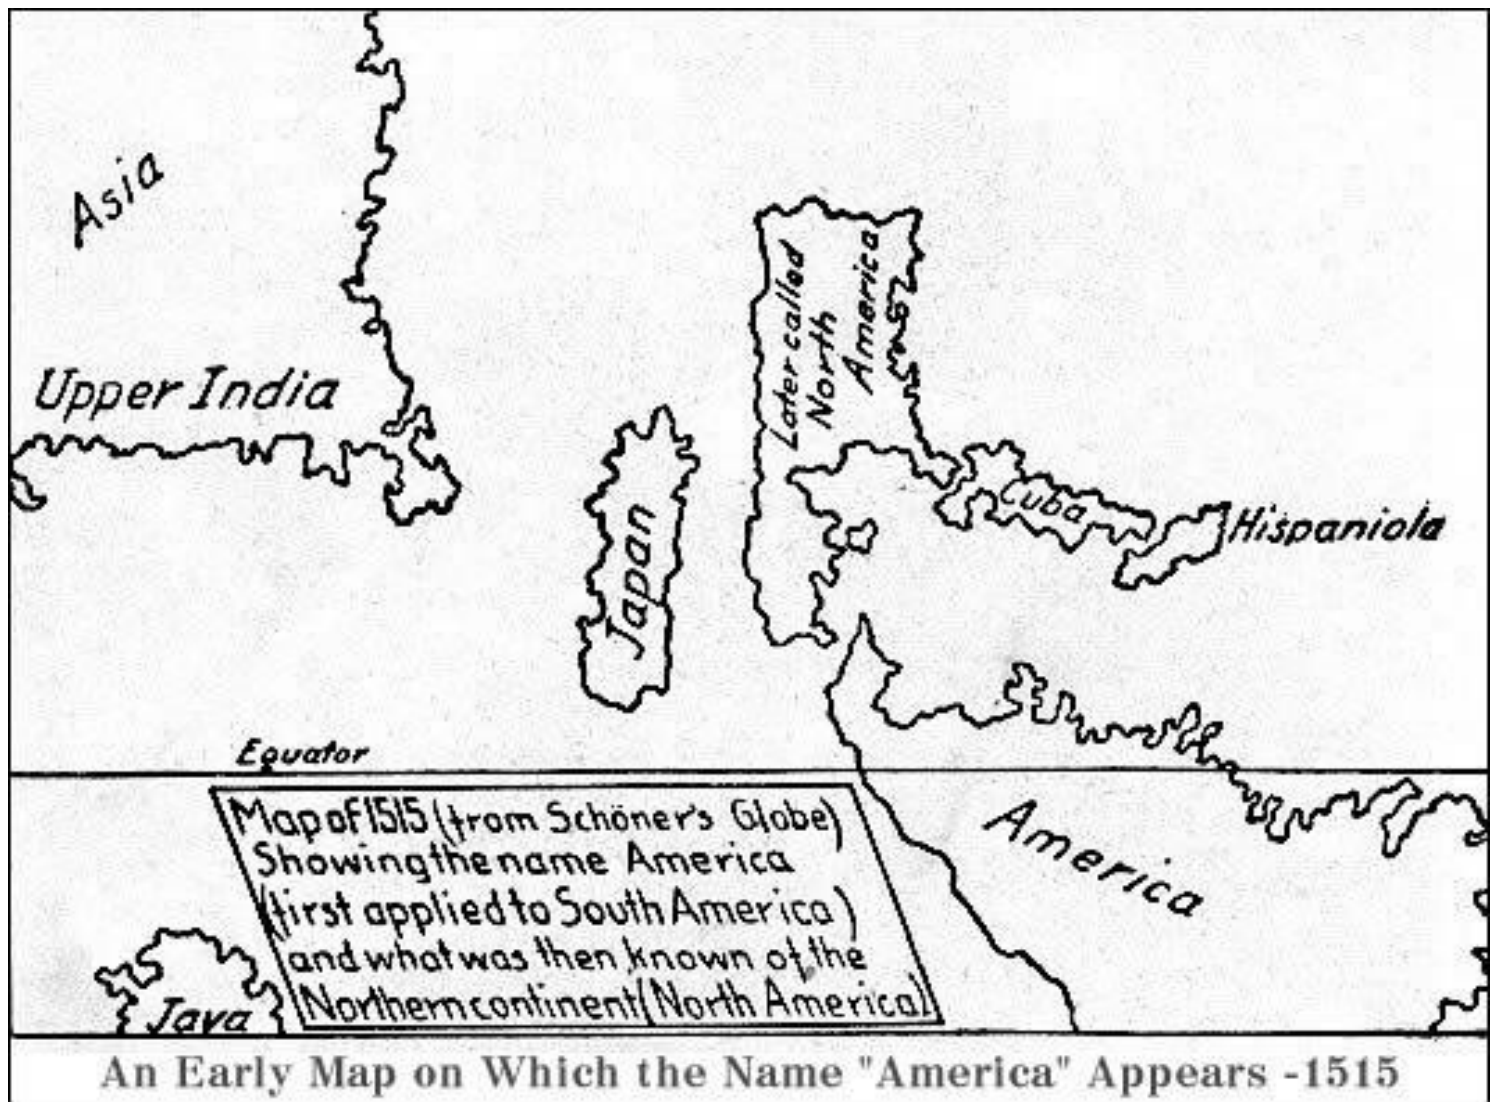 Asia
Upper India
Later called
North
America
Japan
Cuba
Hispaniola
Equator
America
Map of 1515 (from Schöner's Globe)
Showing the name America
(first applied to South America)
and what was then known of the
Northern continent (North America)
Java
An Early Map on Which the Name "America" Appears -1515